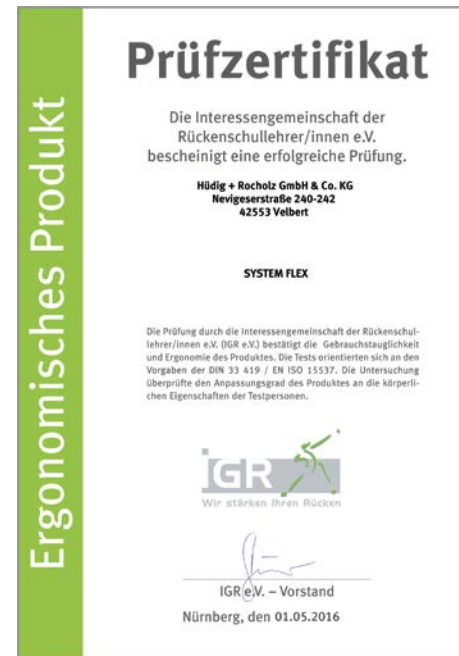 Ergonomisches Produkt
Prüfzertifikat
Die Interessengemeinschaft der
Rückenschullehrer/innen e.V.
bescheinigt eine erfolgreiche Prüfung.
Hüdig + Rocholz GmbH & Co. KG
Nevigeserstraße 240-242
42553 Velbert
SYSTEM FLEX
Die Prüfung durch die Interessengemeinschaft der Rückenschul-
lehrer/innen e.V. (IGR e.V.) bestätigt die Gebrauchstauglichkeit
und Ergonomie des Produktes. Die Tests orientierten sich an den
Vorgaben der DIN 33 419 / EN ISO 15537. Die Untersuchung
überprüfte den Anpassungsgrad des Produktes an die körperli-
chen Eigenschaften der Testpersonen.
iGR
Wir stärken Ihren Rücken
IGR e.V. – Vorstand
Nürnberg, den 01.05.2016